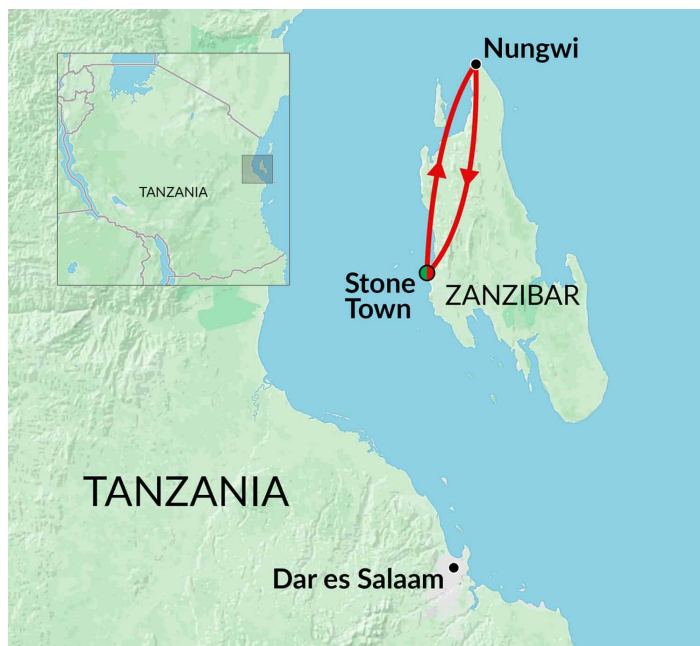 Nungwi
TANZANIA
Stone
Town
ZANZIBAR
TANZANIA
Dar es Salaam